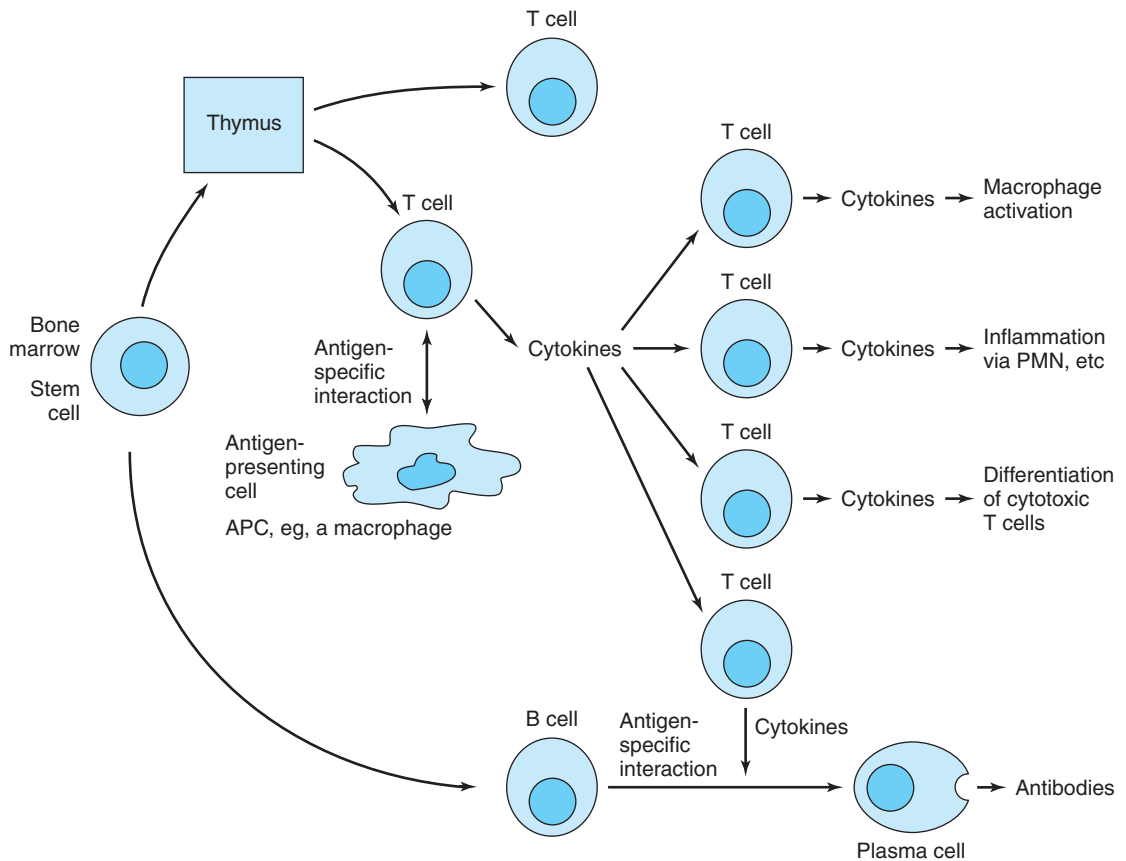 T cell
Thymus
T cell
T cell
Cytokines
Macrophage
activation
Bone
marrow
Stem
cell
Antigen-
specific
interaction
Cytokines
T cell
Cytokines
Inflammation
via PMN, etc
Antigen-
presenting
cell
APC, eg, a macrophage
T cell
Cytokines
Differentiation
of cytotoxic
T cells
T cell
B cell
Antigen-
specific
interaction
Cytokines
Plasma cell
Antibodies